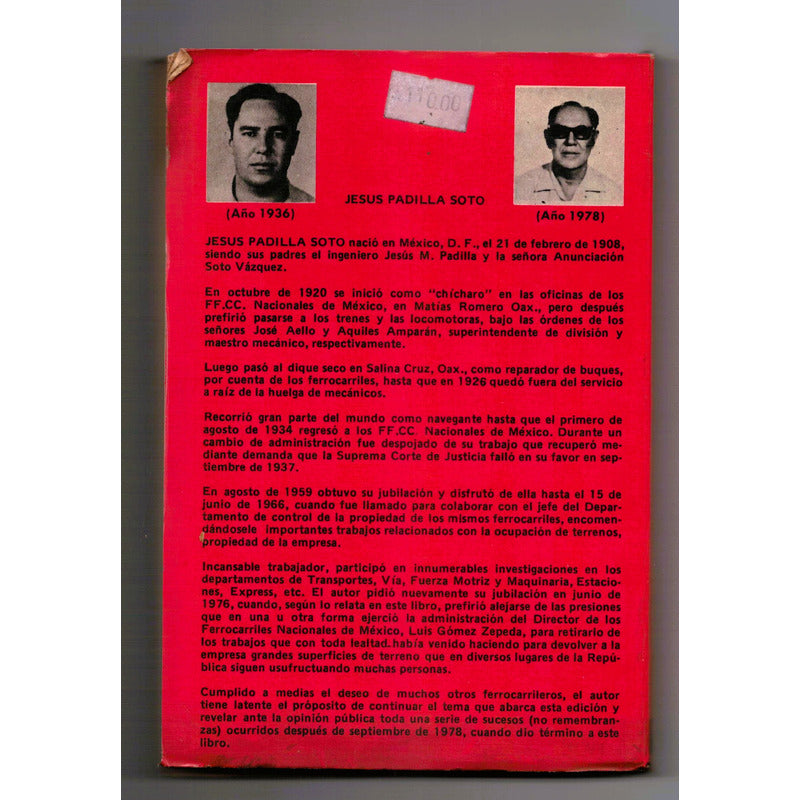 110.00
JESUS PADILLA SOTO
(Año 1936)
(Año 1978)
JESUS PADILLA SOTO nació en México, D. F., el 21 de febrero de 1908,
siendo sus padres el ingeniero Jesús M. Padilla y la señora Anunciación
Soto Vázquez.
En octubre de 1920 se inició como "chícharo" en las oficinas de los
FF.CC. Nacionales de México, en Matías Romero Oax., pero después
prefirió pasarse a los trenes y las locomotoras, bajo las órdenes de los
señores José Aello y Aquiles Amparán, superintendente de división y
maestro mecánico, respectivamente.
Luego pasó al dique seco en Salina Cruz, Oax., como reparador de buques,
por cuenta de los ferrocarriles, hasta que en 1926 quedó fuera del servicio
a raíz de la huelga de mecánicos.
Recorrió gran parte del mundo como navegante hasta que el primero de
agosto de 1934 regresó a los FF.CC. Nacionales de México. Durante un
cambio de administración fue despojado de su trabajo que recuperó me-
diante demanda que la Suprema Corte de Justicia falló en su favor en sep-
tiembre de 1937.
En agosto de 1959 obtuvo su jubilación y disfrutó de ella hasta el 15 de
junio de 1966, cuando fue llamado para colaborar con el jefe del Depar-
tamento de control de la propiedad de los mismos ferrocarriles, encomen-
dándosele importantes trabajos relacionados con la ocupación de terrenos,
propiedad de la empresa.
Incansable trabajador, participó en innumerables investigaciones en los
departamentos de Transportes, Vía, Fuerza Motriz y Maquinaria, Estacio-
nes, Express, etc. El autor pidió nuevamente su jubilación en junio de
1976, cuando, según lo relata en este libro, prefirió alejarse de las presiones
que en una u otra forma ejerció la administración del Director de los
Ferrocarriles Nacionales de México, Luis Gómez Zepeda, para retirarlo de
los trabajos que con toda lealtad había venido haciendo para devolver a la
empresa grandes superficies de terreno que en diversos lugares de la Repú-
blica siguen usufructuando muchas personas.
Cumplido a medias el deseo de muchos otros ferrocarrileros, el autor
tiene latente el própósito de continuar el tema que abarca esta edición y
revelar ante la opinión pública toda una serie de sucesos (no remembran-
zas) ocurridos después de septiembre de 1978, cuando dio término a este
libro.